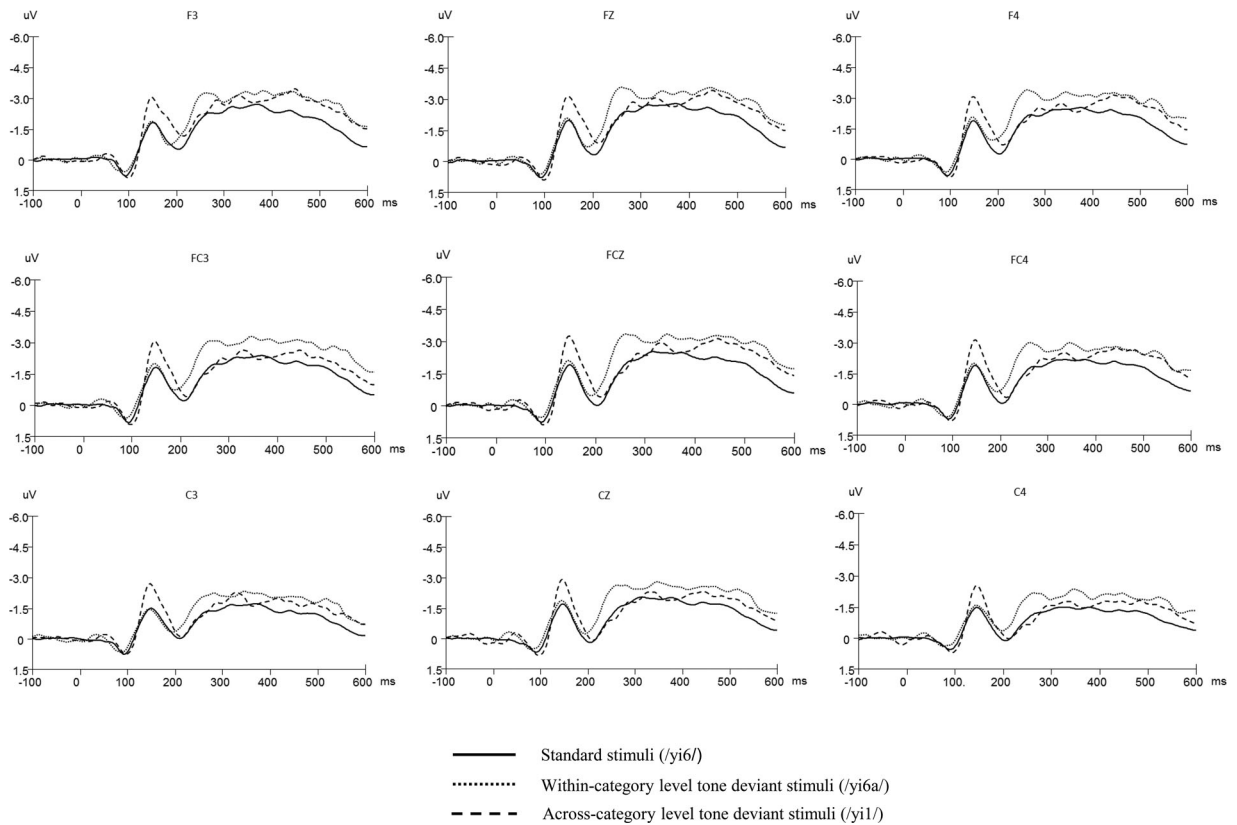 uV F3
-6.0
-4.5
-3.0
-1.5
0
1.5
-100 0 100 200 300 400 500 600 ms
uV FZ
-6.0
-4.5
-3.0
-1.5
0
1.5
-100 0 100 200 300 400 500 600 ms
uV F4
-6.0
-4.5
-3.0
-1.5
0
1.5
-100 0 100 200 300 400 500 600 ms
uV FC3
-6.0
-4.5
-3.0
-1.5
0
1.5
-100 0 100 200 300 400 500 600 ms
uV FCZ
-6.0
-4.5
-3.0
-1.5
0
1.5
-100 0 100 200 300 400 500 600 ms
uV FC4
-6.0
-4.5
-3.0
-1.5
0
1.5
-100 0 100 200 300 400 500 600 ms
uV C3
-6.0
-4.5
-3.0
-1.5
0
1.5
-100 0 100 200 300 400 500 600 ms
uV CZ
-6.0
-4.5
-3.0
-1.5
0
1.5
-100 0 100 200 300 400 500 600 ms
uV C4
-6.0
-4.5
-3.0
-1.5
0
1.5
-100 0 100. 200 300 400 500 600 ms
Standard stimuli (/yi6/)
Within-category level tone deviant stimuli (/yi6a/)
Across-category level tone deviant stimuli (/yi1/)